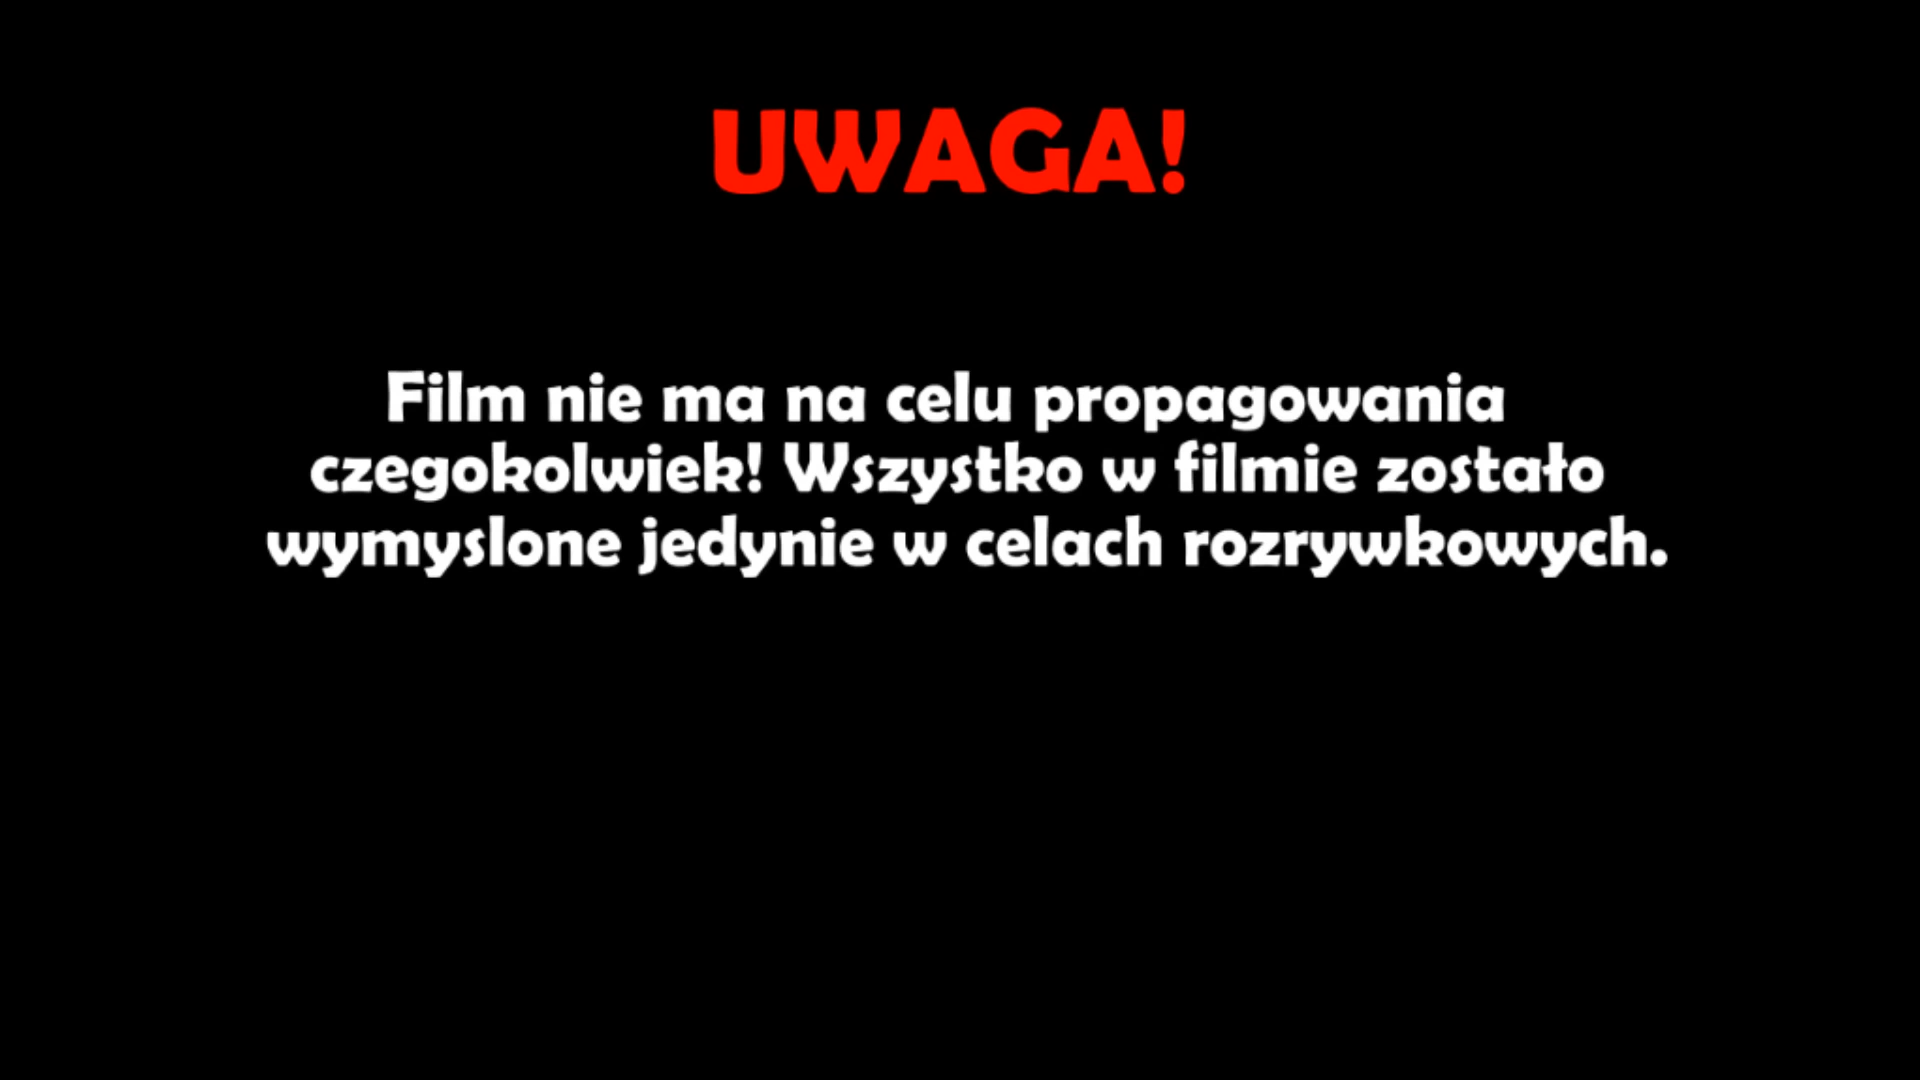 UWAGA!
Film nie ma na celu propagowania
czegokolwiek! Wszystko w filmie zostało
wymyslone jedynie w celach rozrywkowych.